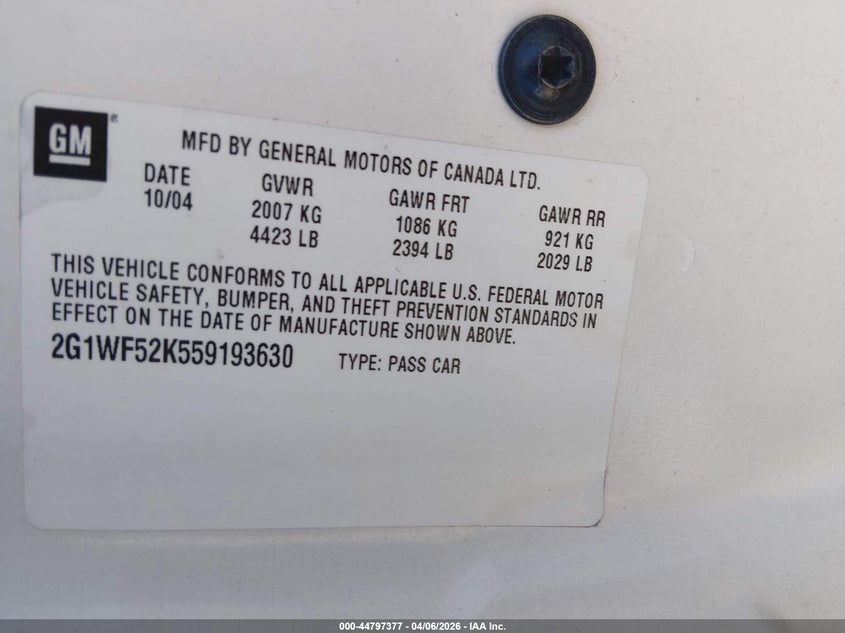 GM®
MFD BY GENERAL MOTORS OF CANADA LTD.
DATE GVWR GAWR FRT GAWR RR
10/04 2007 KG 1086 KG 921 KG
4423 LB 2394 LB 2029 LB
THIS VEHICLE CONFORMS TO ALL APPLICABLE U.S. FEDERAL MOTOR
VEHICLE SAFETY, BUMPER, AND THEFT PREVENTION STANDARDS IN
EFFECT ON THE DATE OF MANUFACTURE SHOWN ABOVE.
2G1WF52K559193630 TYPE: PASS CAR
000-44797377 - 04/06/2026 - IAA Inc.